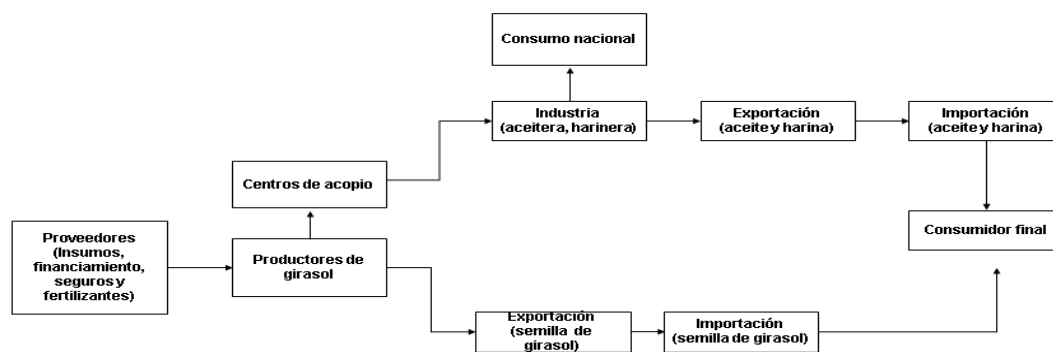 Consumo nacional
Industria
(aceitera, harinera)
Exportación
(aceite y harina)
Importación
(aceite y harina)
Centros de acopio
Consumidor final
Proveedores
(Insumos,
financiamiento,
seguros y
fertilizantes)
Productores de
girasol
Exportación
(semilla de
girasol)
Importación
(semilla de girasol)